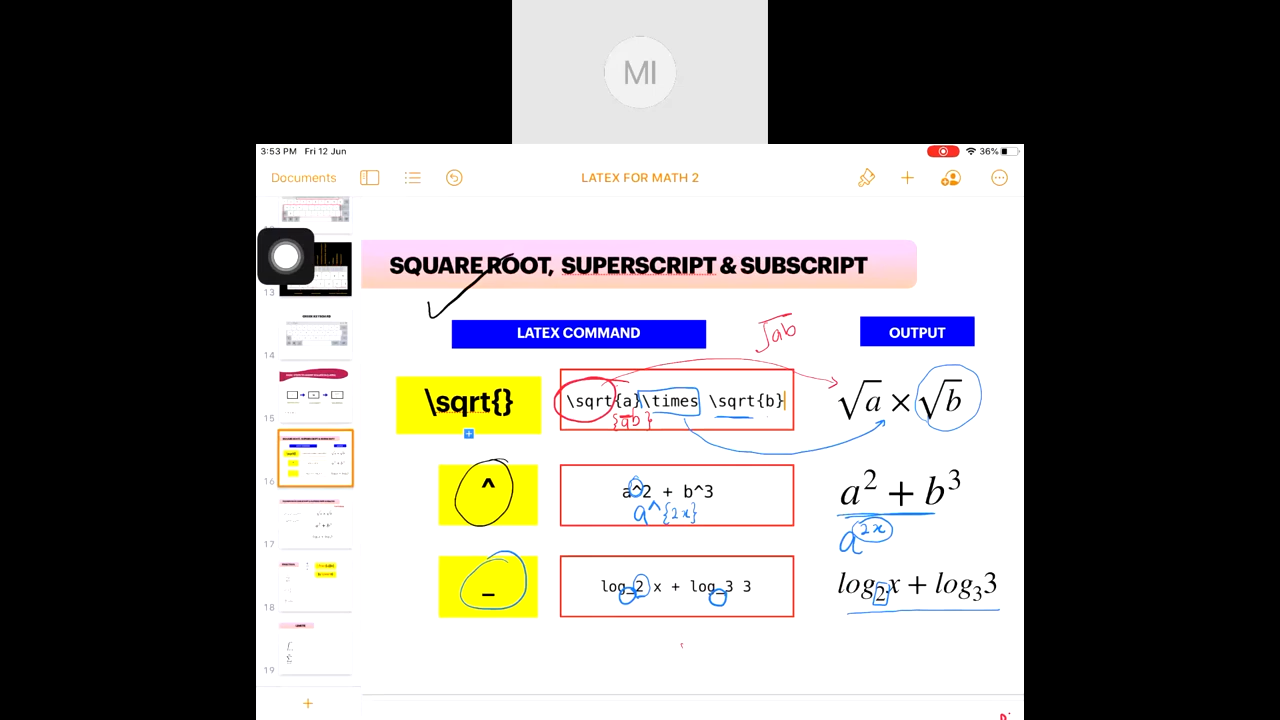 MI
3:53 PM Fri 12 Jun
36%
Documents
LATEX FOR MATH 2
SQUARE ROOT, SUPERSCRIPT & SUBSCRIPT
LATEX COMMAND
√ab
OUTPUT
\sqrt{}
\sqrt{a}\times \sqrt{b}
{ab}
√a × √b
^
a^2 + b^3
a^{2x}
a² + b³
a^{2x}
_
log_2 x + log_3 3
log₂x + log₃3
13
14
15
16
17
18
19